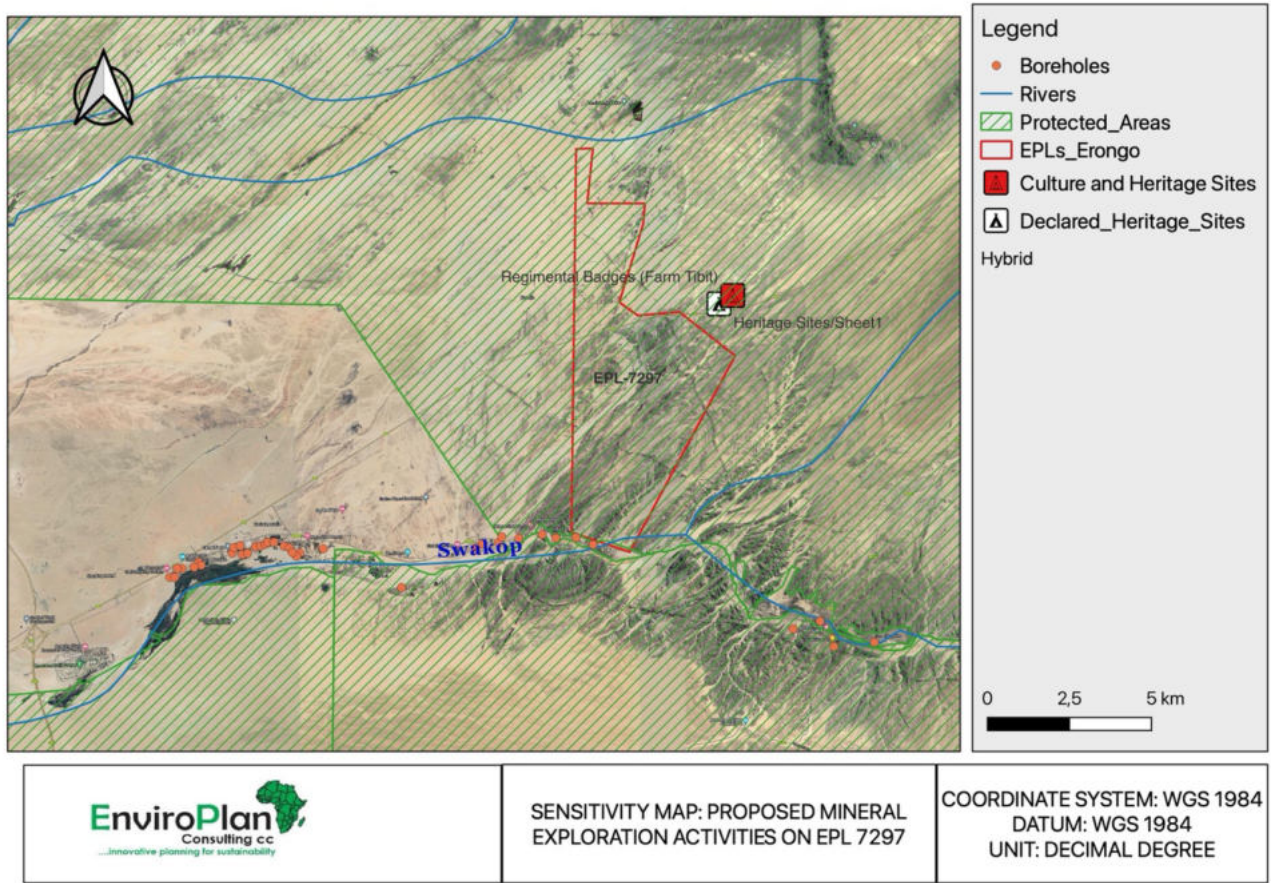 Legend
Boreholes
Rivers
Protected_Areas
EPLs_Erongo
Culture and Heritage Sites
Declared_Heritage_Sites
Hybrid
Regimental Badges (Farm Tibit)
Heritage Sites/Sheet1
EPL-7297
Swakop
0 2,5 5 km
EnviroPlan
Consulting cc
....innovative planning for sustainability
SENSITIVITY MAP: PROPOSED MINERAL
EXPLORATION ACTIVITIES ON EPL 7297
COORDINATE SYSTEM: WGS 1984
DATUM: WGS 1984
UNIT: DECIMAL DEGREE